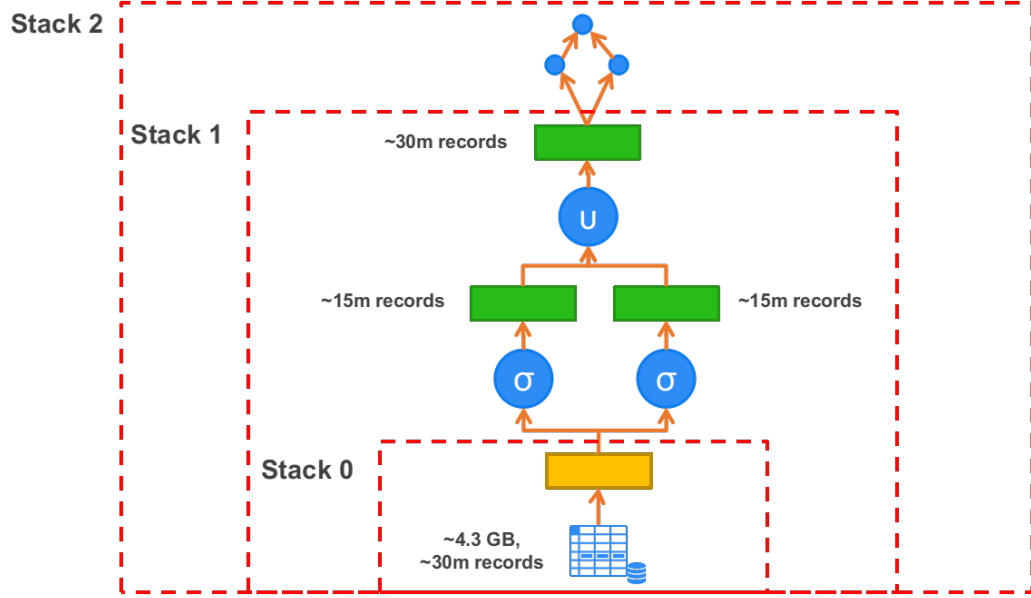 Stack 2
Stack 1
~30m records
U
~15m records
~15m records
σ
σ
Stack 0
~4.3 GB,
~30m records